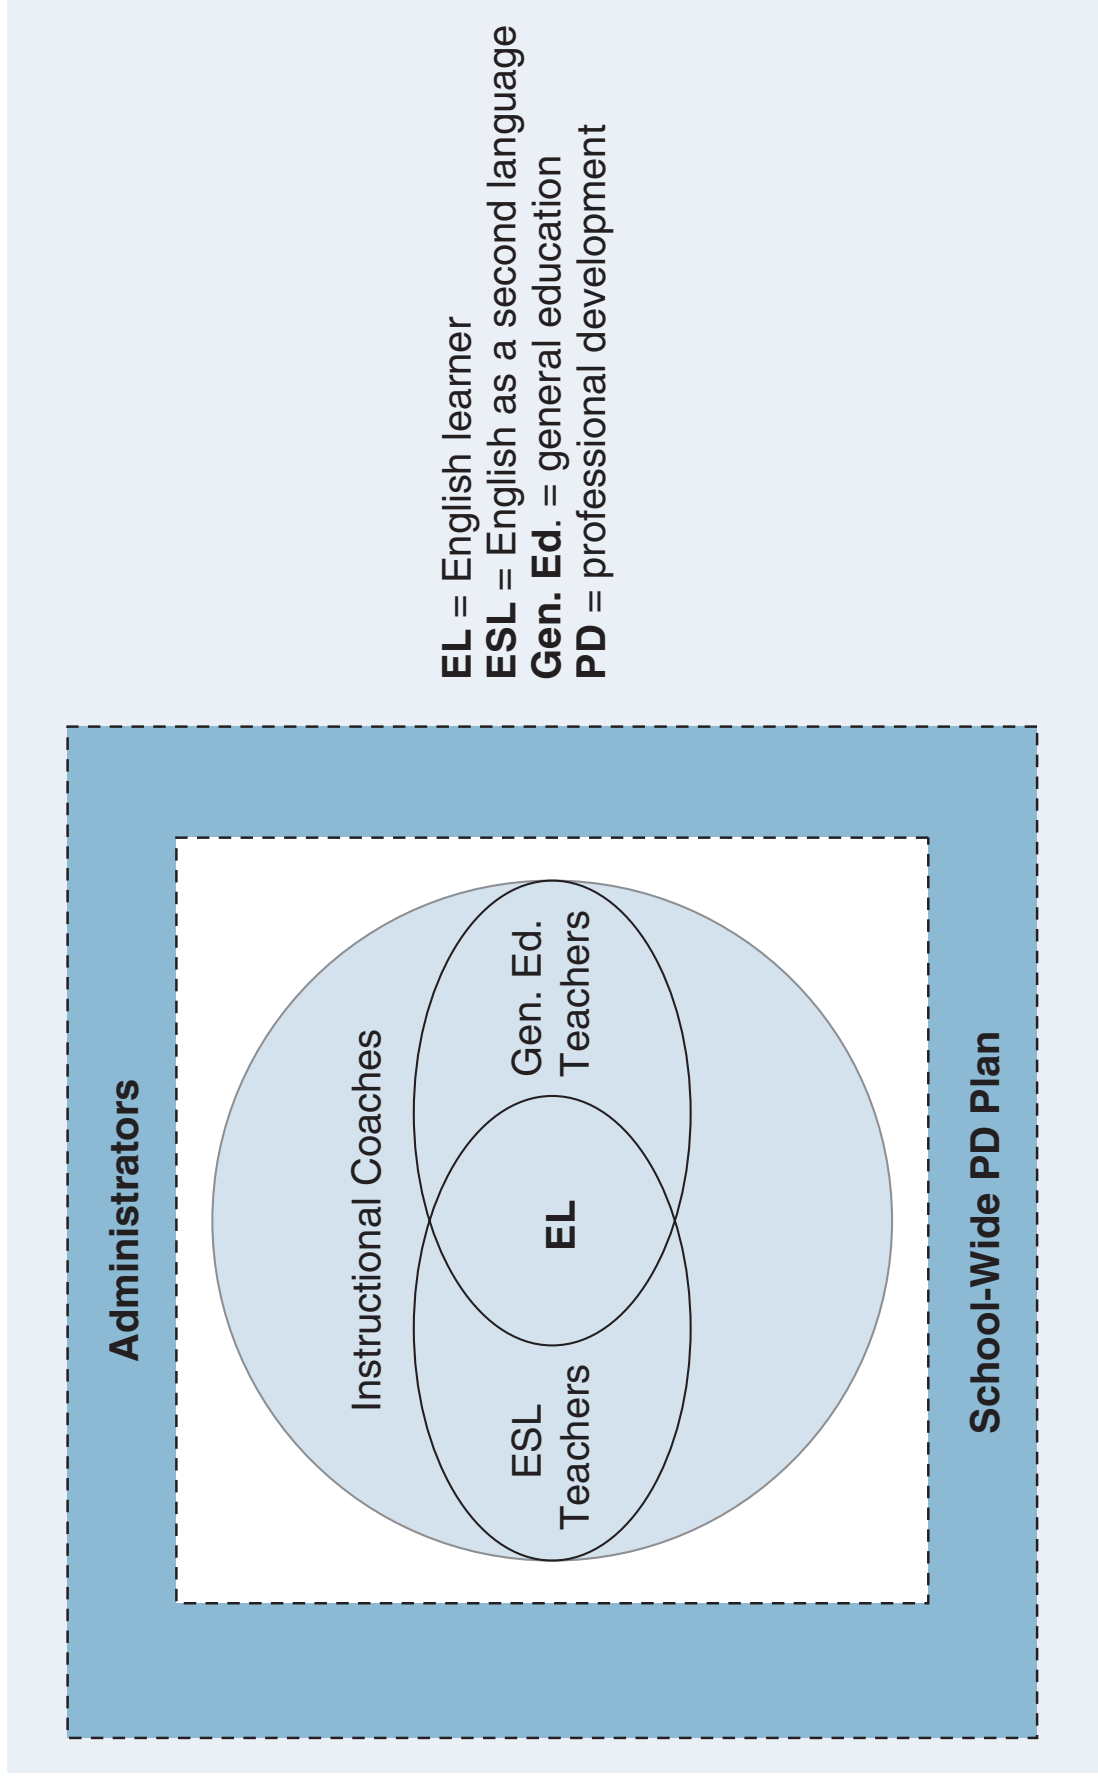 Administrators
Instructional Coaches
ESL
Teachers
EL
Gen. Ed.
Teachers
School-Wide PD Plan
EL = English learner
ESL = English as a second language
Gen. Ed. = general education
PD = professional development